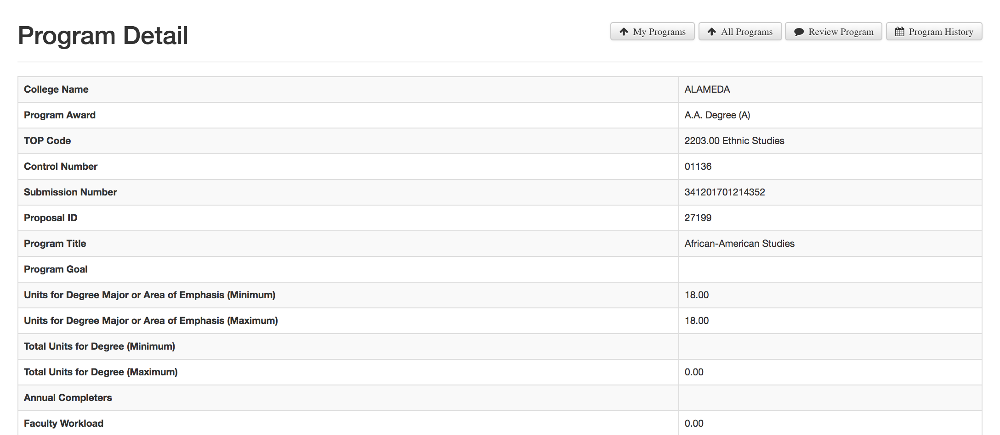 Program Detail
My Programs All Programs Review Program Program History
College Name ALAMEDA
Program Award A.A. Degree (A)
TOP Code 2203.00 Ethnic Studies
Control Number 01136
Submission Number 341201701214352
Proposal ID 27199
Program Title African-American Studies
Program Goal
Units for Degree Major or Area of Emphasis (Minimum) 18.00
Units for Degree Major or Area of Emphasis (Maximum) 18.00
Total Units for Degree (Minimum)
Total Units for Degree (Maximum) 0.00
Annual Completers
Faculty Workload 0.00